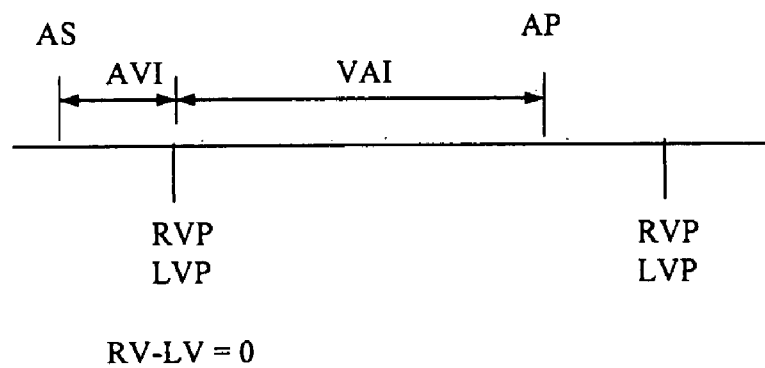 AS
AP
AVI
VAI
RVP
LVP
RVP
LVP
RV-LV = 0